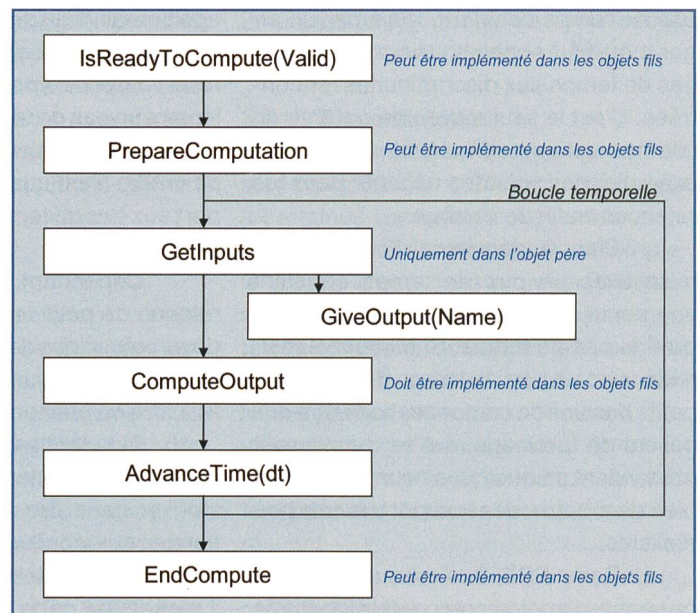 IsReadyToCompute(Valid)
Peut être implémenté dans les objets fils
PrepareComputation
Peut être implémenté dans les objets fils
Boucle temporelle
GetInputs
Uniquement dans l'objet père
GiveOutput(Name)
ComputeOutput
Doit être implémenté dans les objets fils
AdvanceTime(dt)
EndCompute
Peut être implémenté dans les objets fils